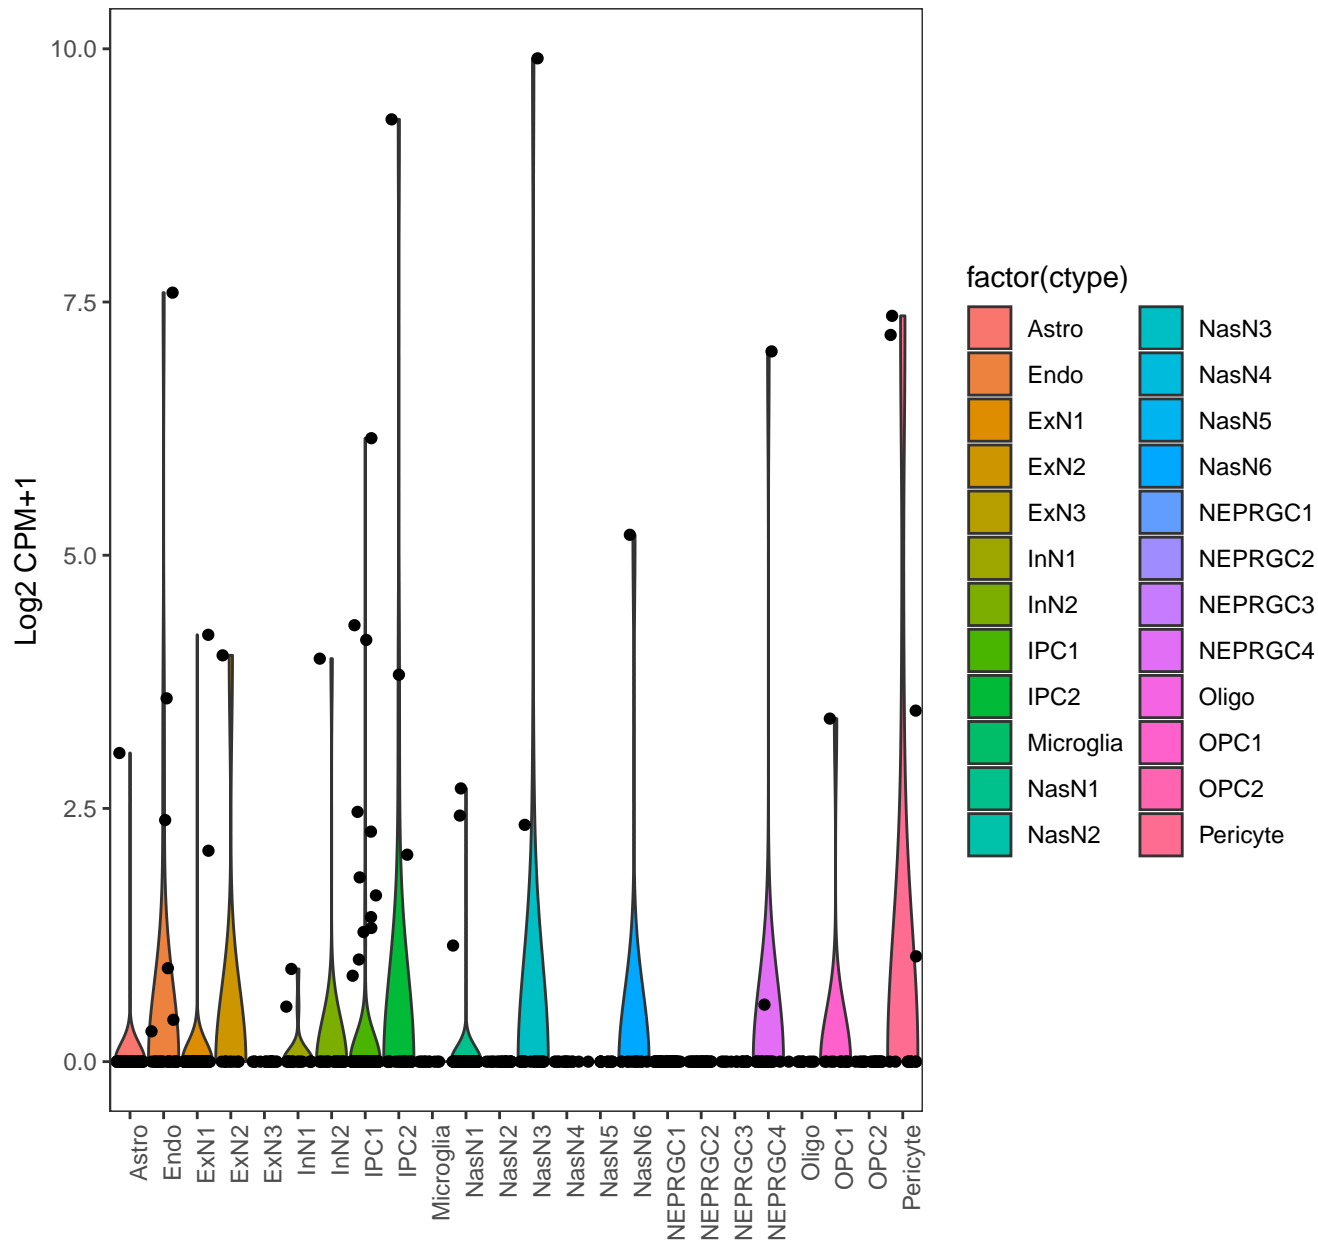 Log2 CPM+1
10.0
7.5
5.0
2.5
0.0
Astro
Endo
ExN1
ExN2
ExN3
InN1
InN2
IPC1
IPC2
Microglia
NasN1
NasN2
NasN3
NasN4
NasN5
NasN6
NEPRGC1
NEPRGC2
NEPRGC3
NEPRGC4
Oligo
OPC1
OPC2
Pericyte
factor(ctype)
Astro
Endo
ExN1
ExN2
ExN3
InN1
InN2
IPC1
IPC2
Microglia
NasN1
NasN2
NasN3
NasN4
NasN5
NasN6
NEPRGC1
NEPRGC2
NEPRGC3
NEPRGC4
Oligo
OPC1
OPC2
Pericyte